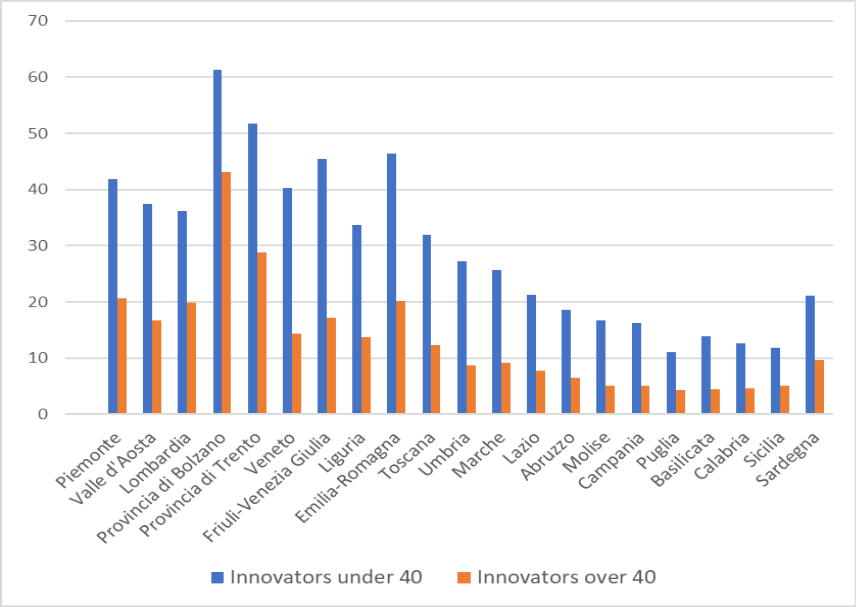 70
60
50
40
30
20
10
0
Piemonte
Valle d'Aosta
Lombardia
Provincia di Bolzano
Provincia di Trento
Veneto
Friuli-Venezia Giulia
Liguria
Emilia-Romagna
Toscana
Umbria
Marche
Lazio
Abruzzo
Molise
Campania
Puglia
Basilicata
Calabria
Sicilia
Sardegna
Innovators under 40 Innovators over 40